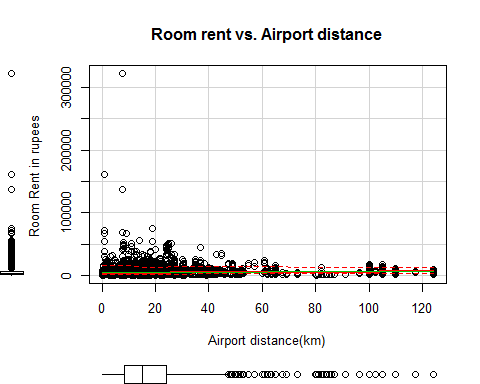 Room rent vs. Airport distance
Room Rent in rupees
300000
200000
100000
0
0 20 40 60 80 100 120
Airport distance(km)